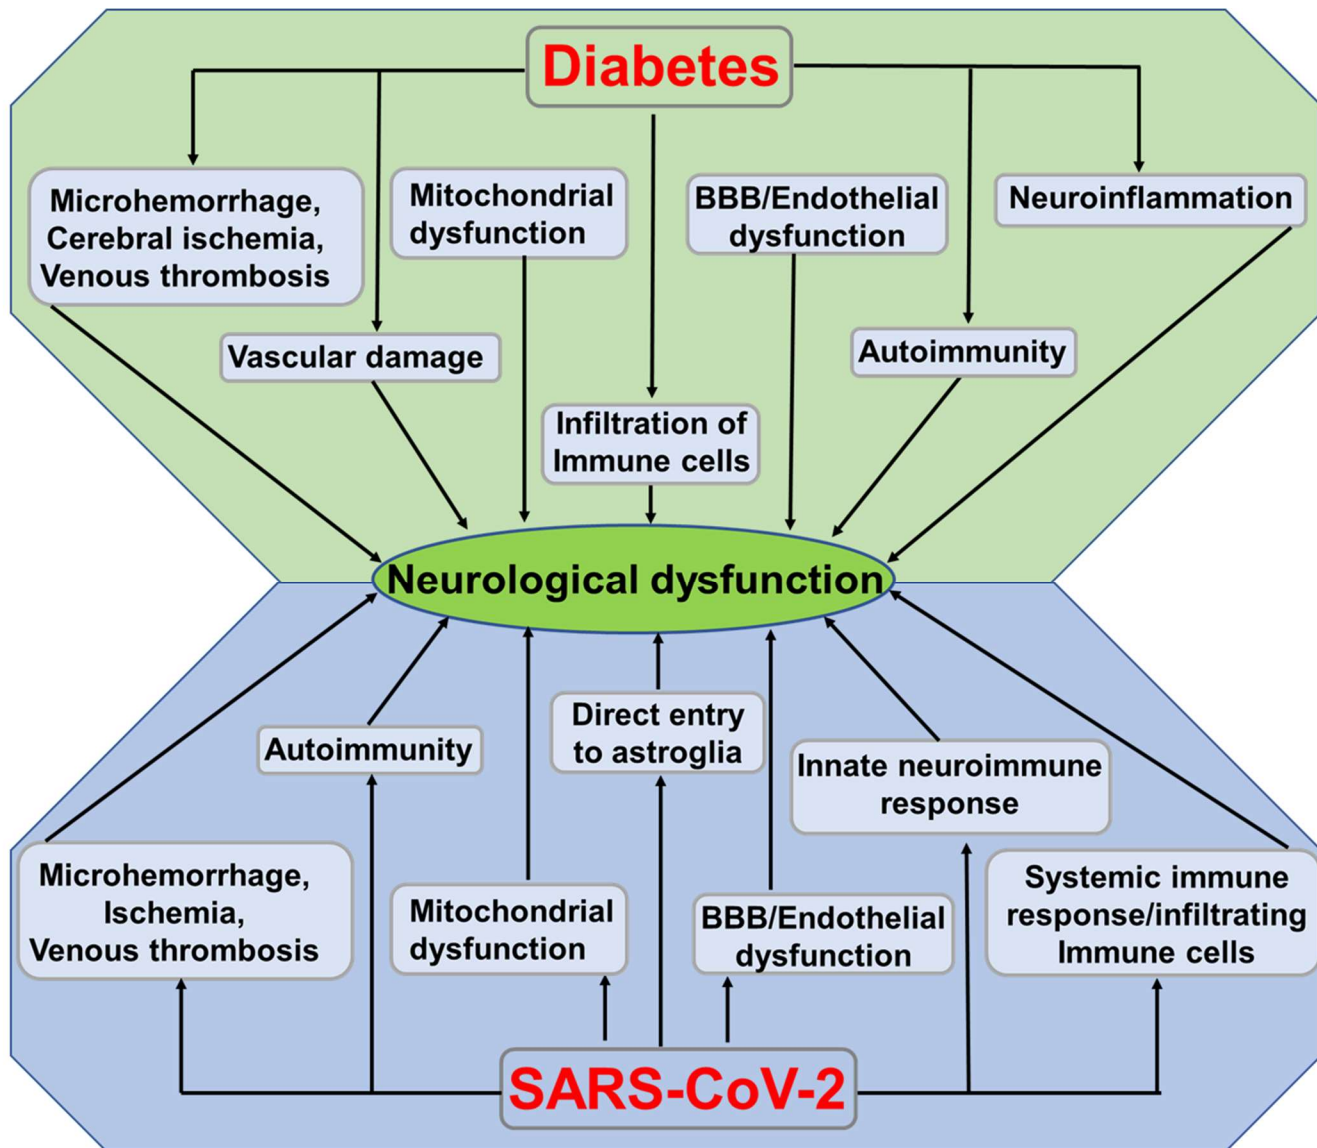 Diabetes
Microhemorrhage,
Cerebral ischemia,
Venous thrombosis
Mitochondrial
dysfunction
BBB/Endothelial
dysfunction
Neuroinflammation
Vascular damage
Autoimmunity
Infiltration of
Immune cells
Neurological dysfunction
Direct entry
to astroglia
Autoimmunity
Innate neuroimmune
response
Microhemorrhage,
Ischemia,
Venous thrombosis
Mitochondrial
dysfunction
BBB/Endothelial
dysfunction
Systemic immune
response/infiltrating
Immune cells
SARS-CoV-2